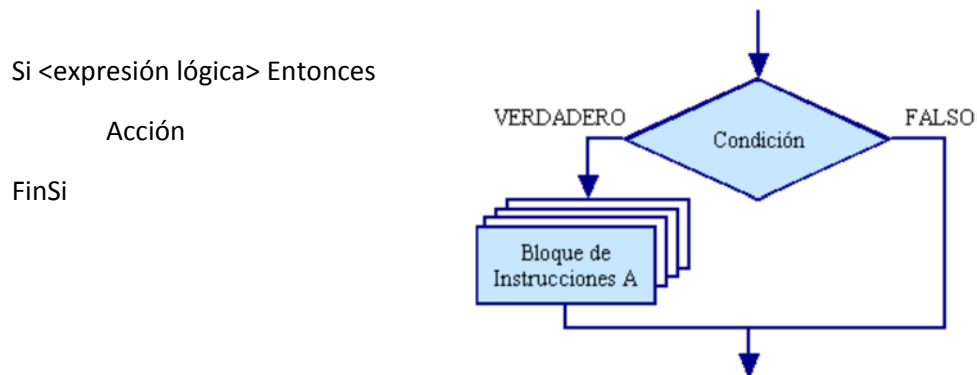 Si <expresión lógica> Entonces
Acción
FinSi
VERDADERO
FALSO
Condición
Bloque de
Instrucciones A